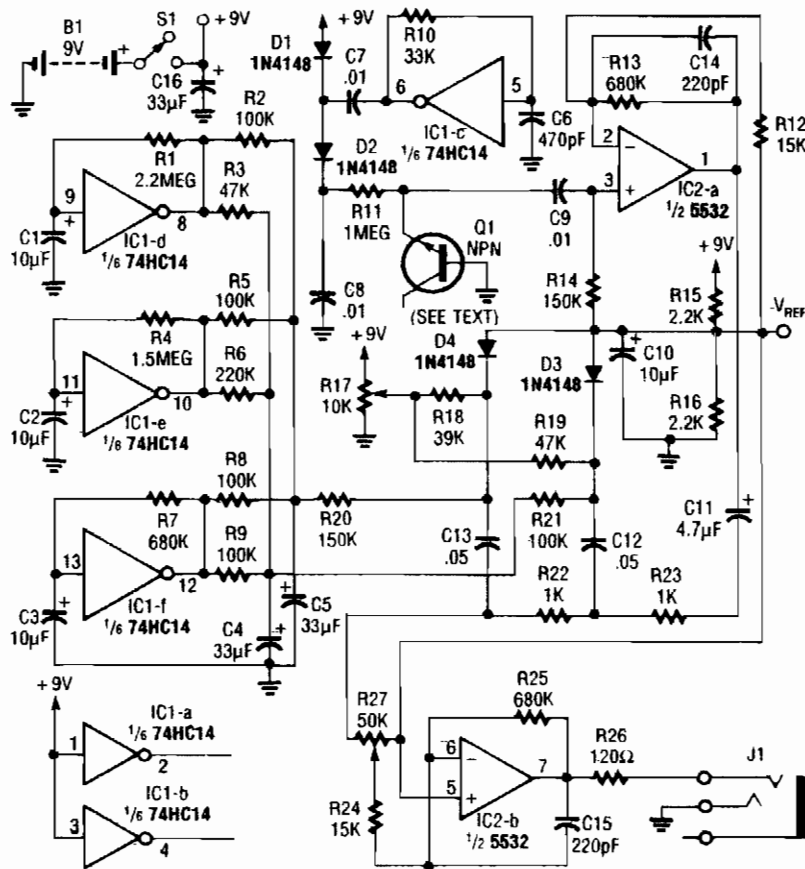 B1
9V
+
S1
+9V
C16
33µF
+
R2
100K
R1
2.2MEG
R3
47K
9
8
+
C1
10µF
IC1-d
1/6 74HC14
R5
100K
R4
1.5MEG
R6
220K
11
10
+
C2
10µF
IC1-e
1/6 74HC14
R8
100K
R7
680K
R9
100K
13
12
+
C3
10µF
IC1-f
1/6 74HC14
C4
33µF
+
C5
33µF
+
R20
150K
+9V
1
IC1-a
1/6 74HC14
2
3
IC1-b
1/6 74HC14
4
+9V
D1
1N4148
C7
.01
R10
33K
6
5
IC1-c
1/6 74HC14
C6
470pF
D2
1N4148
R11
1MEG
C8
.01
Q1
NPN
(SEE TEXT)
C9
.01
R13
680K
C14
220pF
R12
15K
2
−
3
+
1
IC2-a
1/2 5532
R14
150K
+9V
R15
2.2K
-VREF
+9V
R17
10K
D4
1N4148
R18
39K
D3
1N4148
C10
10µF
+
R16
2.2K
R19
47K
R21
100K
C13
.05
C12
.05
C11
4.7µF
+
R22
1K
R23
1K
R27
50K
R25
680K
R24
15K
6
−
5
+
7
IC2-b
1/2 5532
R26
120Ω
C15
220pF
J1